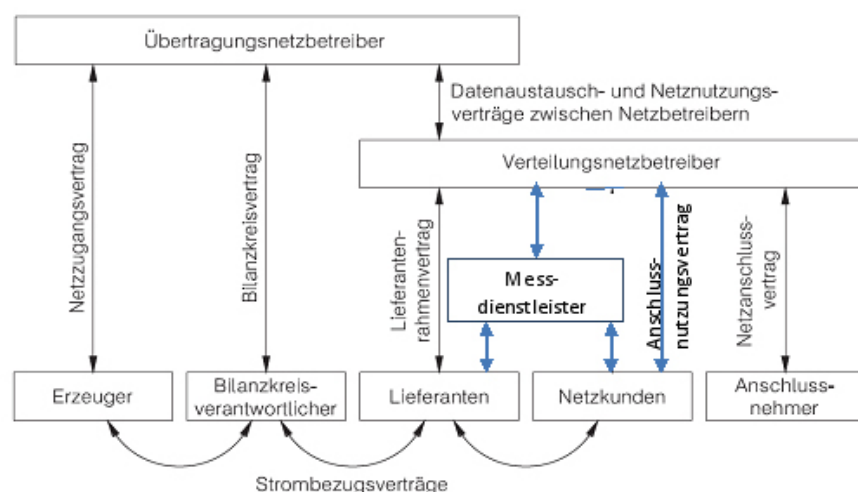 Übertragungsnetzbetreiber
Datenaustausch- und Netznutzungs-
verträge zwischen Netzbetreibern
Verteilungsnetzbetreiber
Netzzugangsvertrag
Bilanzkreisvertrag
Lieferanten-
rahmenvertrag
Mess-
dienstleister
Anschluss-
nutzungsvertrag
Netzanschluss-
vertrag
Erzeuger
Bilanzkreis-
verantwortlicher
Lieferanten
Netzkunden
Anschluss-
nehmer
Strombezugsverträge